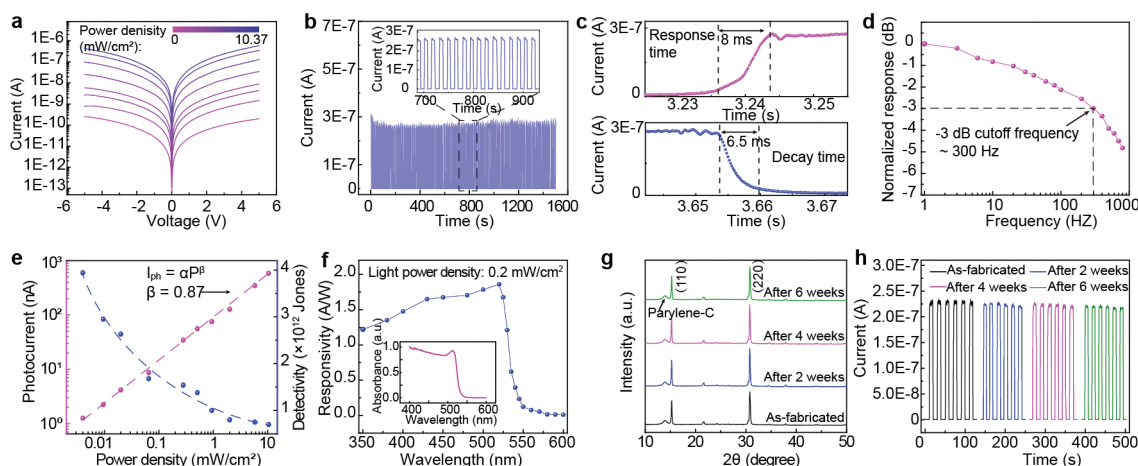 a
Power denisity
(mW/cm²):
0
10.37
1E-6
1E-7
1E-8
1E-9
1E-10
1E-11
1E-12
1E-13
Current (A)
-6 -4 -2 0 2 4 6
Voltage (V)
b
7E-7
5E-7
3E-7
1E-7
0
Current (A)
3E-7
2E-7
1E-7
0
Current (A)
700 800 900
Time (s)
0 400 800 1200 1600
Time (s)
c
3E-7
0
Current (A)
Response
time
8 ms
3.23 3.24 3.25
Time (s)
3E-7
0
Current (A)
6.5 ms
Decay time
3.65 3.66 3.67
Time (s)
d
Normalized response (dB)
0
-1
-2
-3
-4
-5
-6
-7
-3 dB cutoff frequency
~ 300 Hz
1 10 100 1000
Frequency (HZ)
e
Photocurrent (nA)
10³
10²
10¹
10⁰
Iₚₕ = αPᵝ
β = 0.87
4
3
2
1
Detectivity (×10¹² Jones)
0.01 0.1 1 10
Power density (mW/cm²)
f
Light power density: 0.2 mW/cm²
Responsivity (A/W)
2.0
1.5
1.2
0.8
0.4
0.0
Absorbance (a.u.)
1.0
0.5
0.0
400 500 600
Wavelength (nm)
350 400 450 500 550 600
Wavelength (nm)
g
Intensity (a.u.)
(110)
(220)
After 6 weeks
Parylene-C
After 4 weeks
After 2 weeks
As-fabricated
10 20 30 40 50
2θ (degree)
h
As-fabricated
After 2 weeks
After 4 weeks
After 6 weeks
3.0E-7
2.5E-7
2.0E-7
1.5E-7
1.0E-7
5.0E-8
0
Current (A)
0 100 200 300 400 500
Time (s)